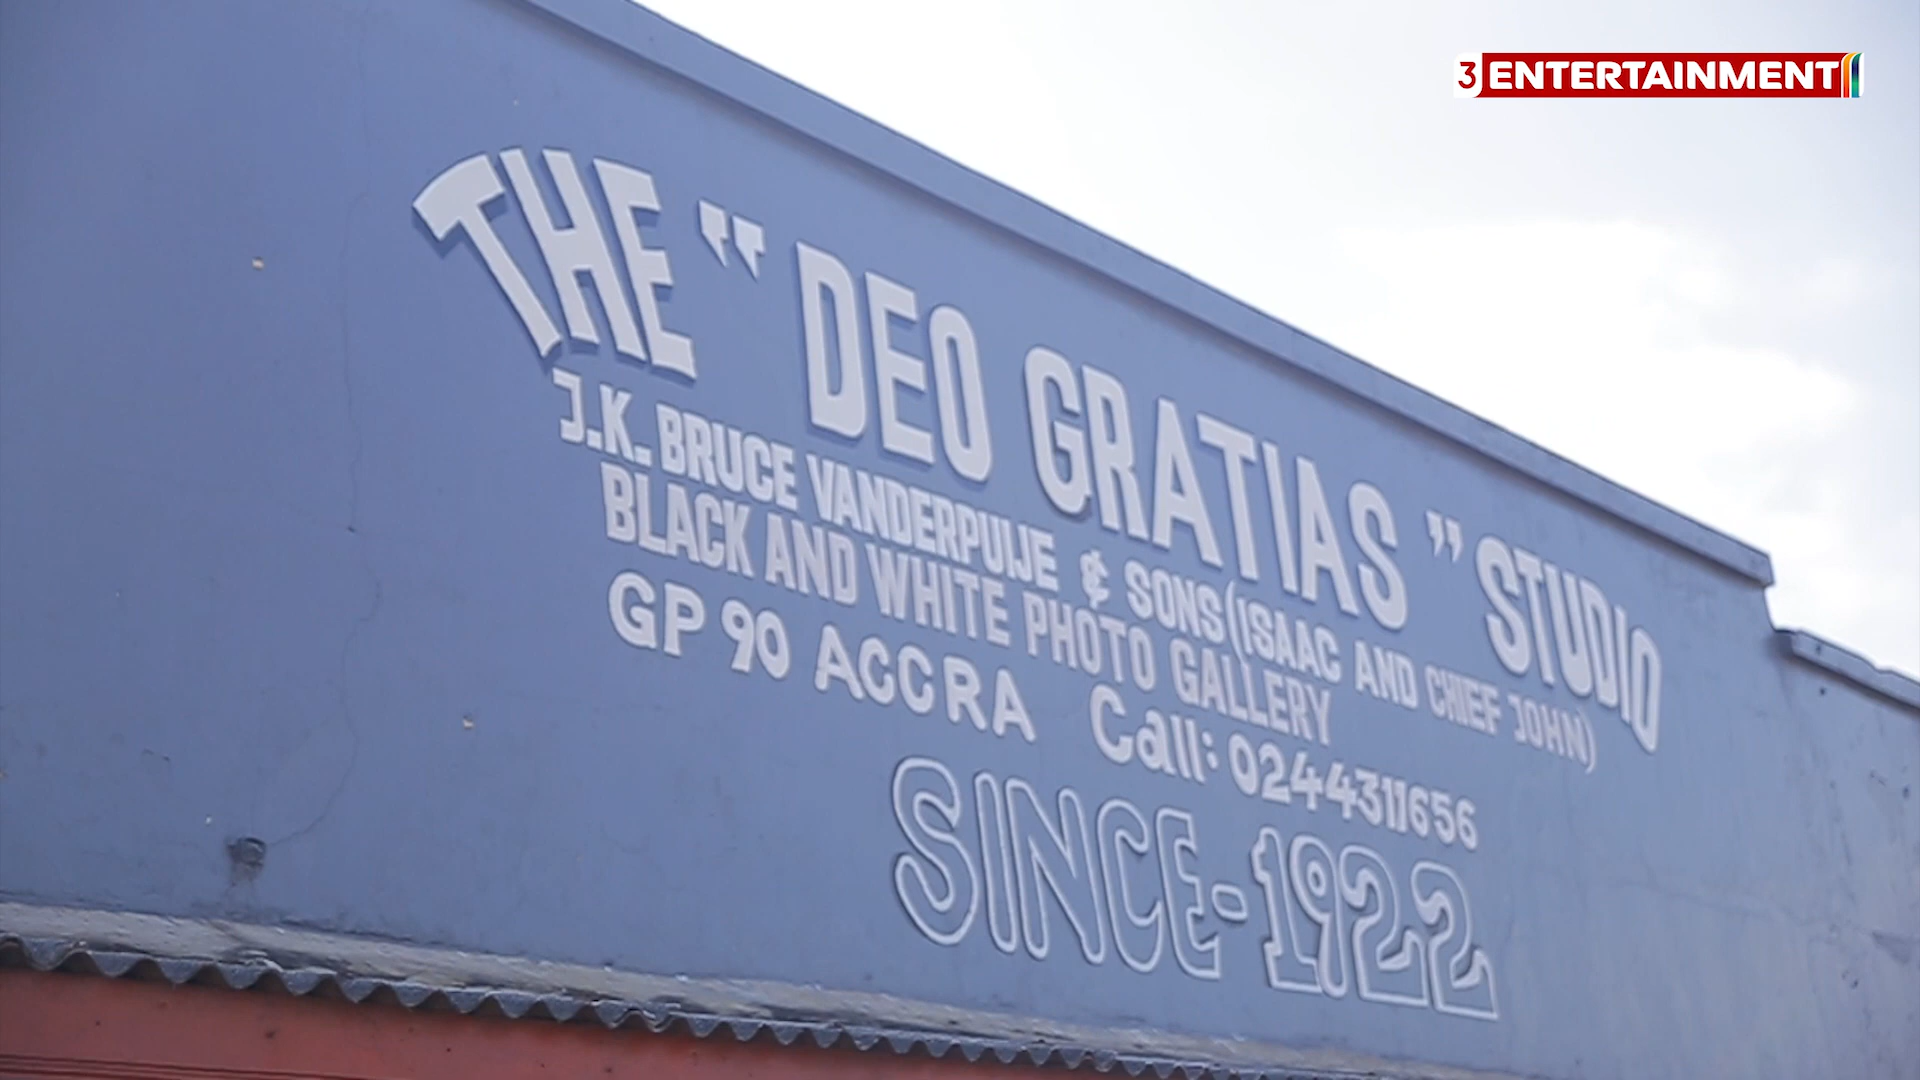 3 ENTERTAINMENT
THE "DEO GRATIAS" STUDIO
J.K. BRUCE VANDERPUIJE & SONS (ISAAC AND CHIEF JOHN)
BLACK AND WHITE PHOTO GALLERY
GP 90 ACCRA Call: 0244311656
SINCE-1922